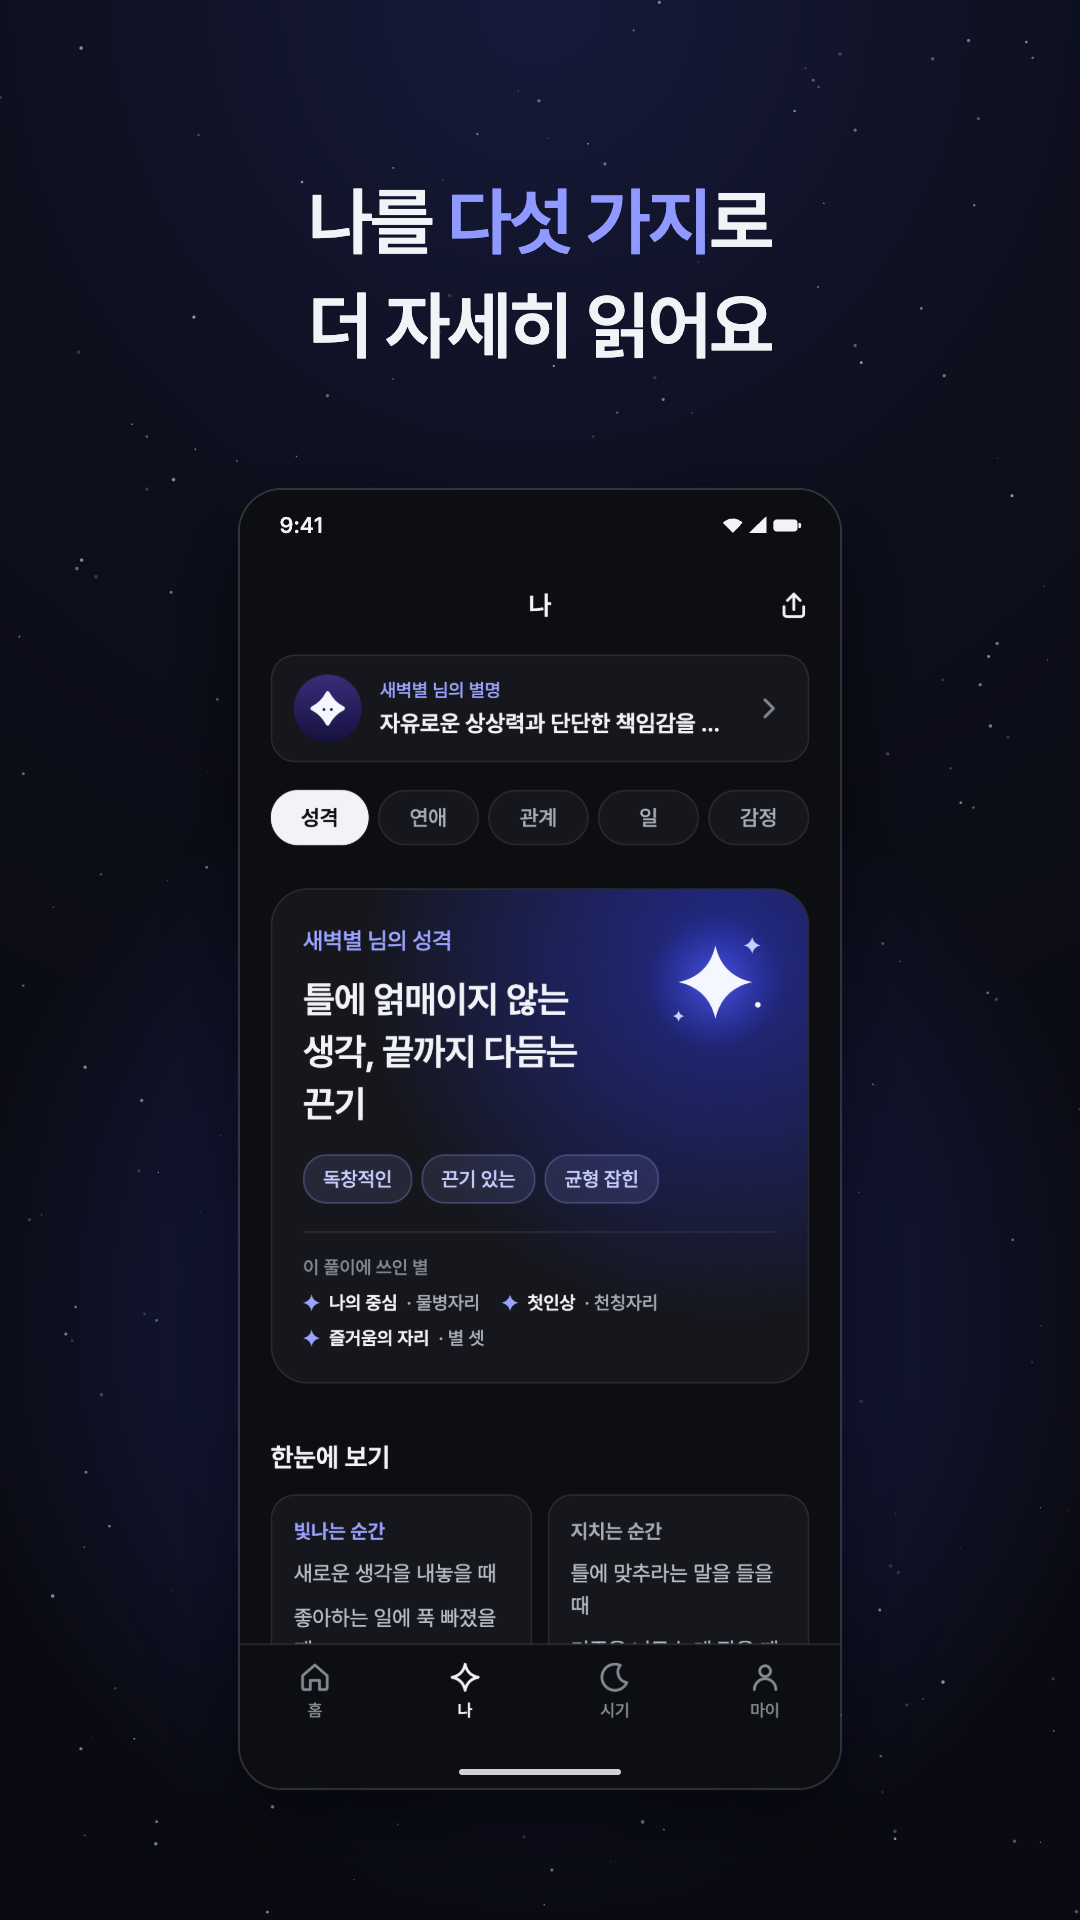 나를 다섯 가지로
더 자세히 읽어요
9:41
나
새벽별 님의 별명
자유로운 상상력과 단단한 책임감을 ...
성격
연애
관계
일
감정
새벽별 님의 성격
틀에 얽매이지 않는
생각, 끝까지 다듬는
끈기
독창적인
끈기 있는
균형 잡힌
이 풀이에 쓰인 별
나의 중심 · 물병자리
첫인상 · 천칭자리
즐거움의 자리 · 별 셋
한눈에 보기
빛나는 순간
새로운 생각을 내놓을 때
좋아하는 일에 푹 빠졌을
지치는 순간
틀에 맞추라는 말을 들을
때
홈
나
시기
마이